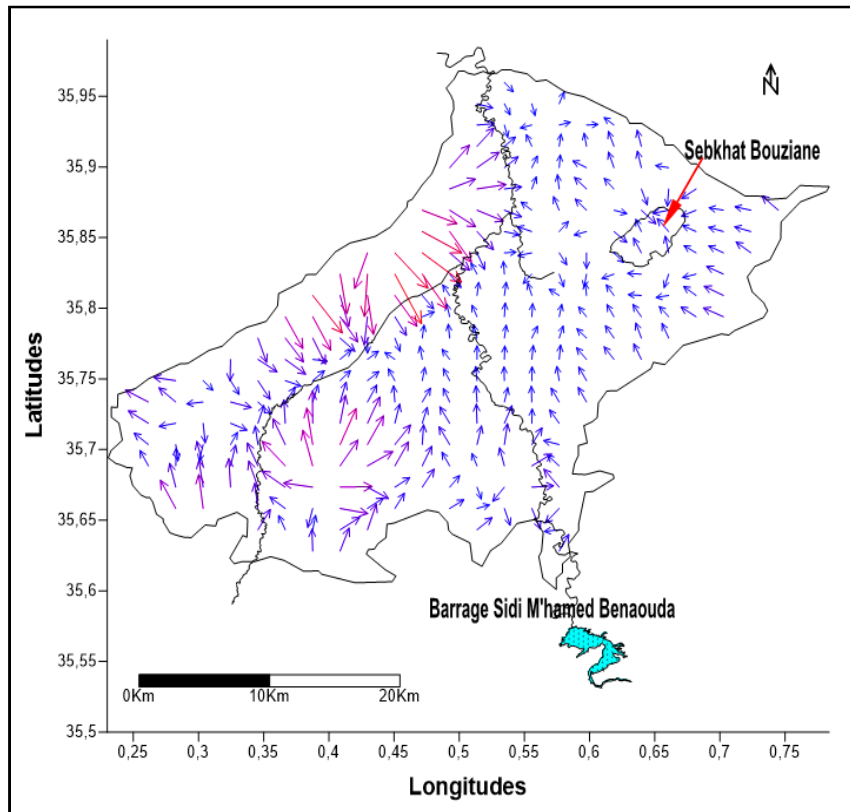 35,95
35,9
35,85
35,8
35,75
35,7
35,65
35,6
35,55
35,5
Latitudes
N
Sebkhat Bouziane
Barrage Sidi M'hamed Benaouda
0Km 10Km 20Km
0,25 0,3 0,35 0,4 0,45 0,5 0,55 0,6 0,65 0,7 0,75
Longitudes